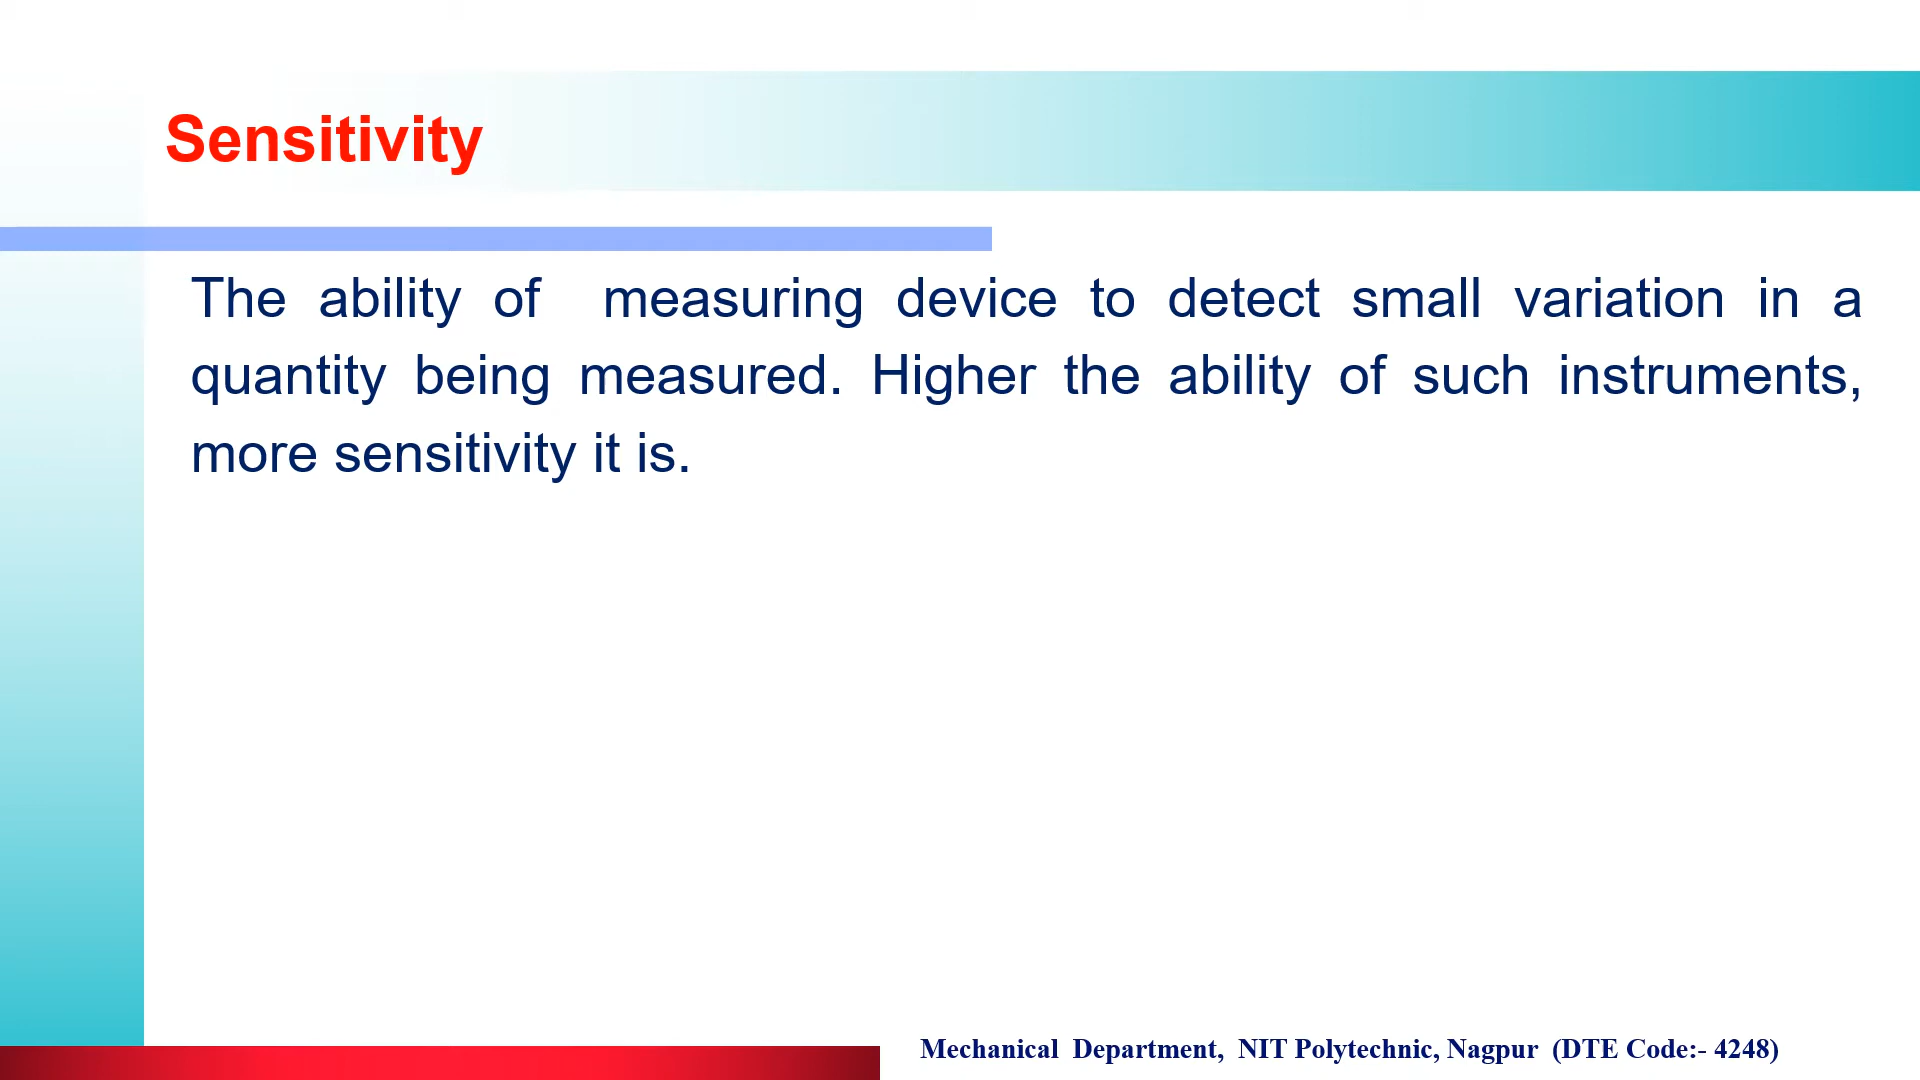 Sensitivity
The ability of measuring device to detect small variation in a
quantity being measured. Higher the ability of such instruments,
more sensitivity it is.
Mechanical Department, NIT Polytechnic, Nagpur (DTE Code:- 4248)